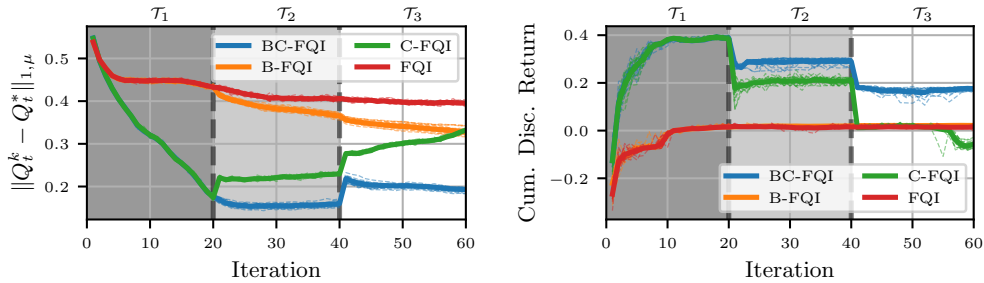 𝒯₁ 𝒯₂ 𝒯₃
||Qₜᵏ − Qₜ*||₁,μ
0.5
0.4
0.3
0.2
BC-FQI C-FQI
B-FQI FQI
0 10 20 30 40 50 60
Iteration
𝒯₁ 𝒯₂ 𝒯₃
Cum. Disc. Return
0.4
0.2
0.0
−0.2
BC-FQI C-FQI
B-FQI FQI
0 10 20 30 40 50 60
Iteration